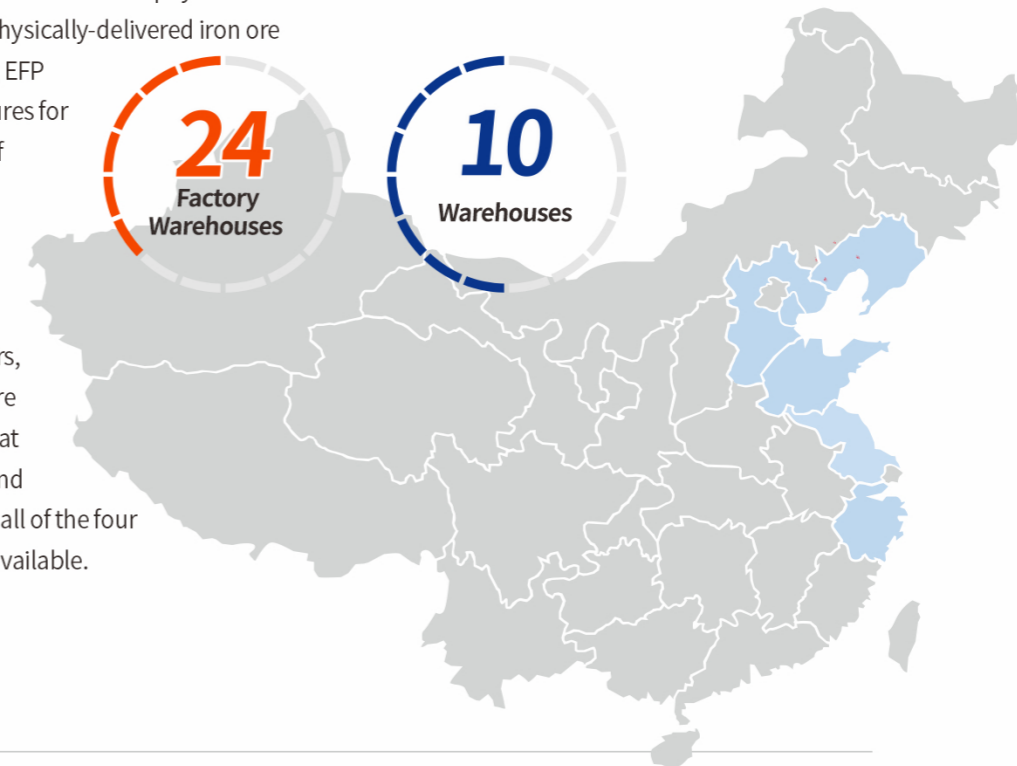 hysically-delivered iron ore
EFP
res for
24
Factory
Warehouses
10
Warehouses
rs,
re
at
nd
all of the four
vailable.